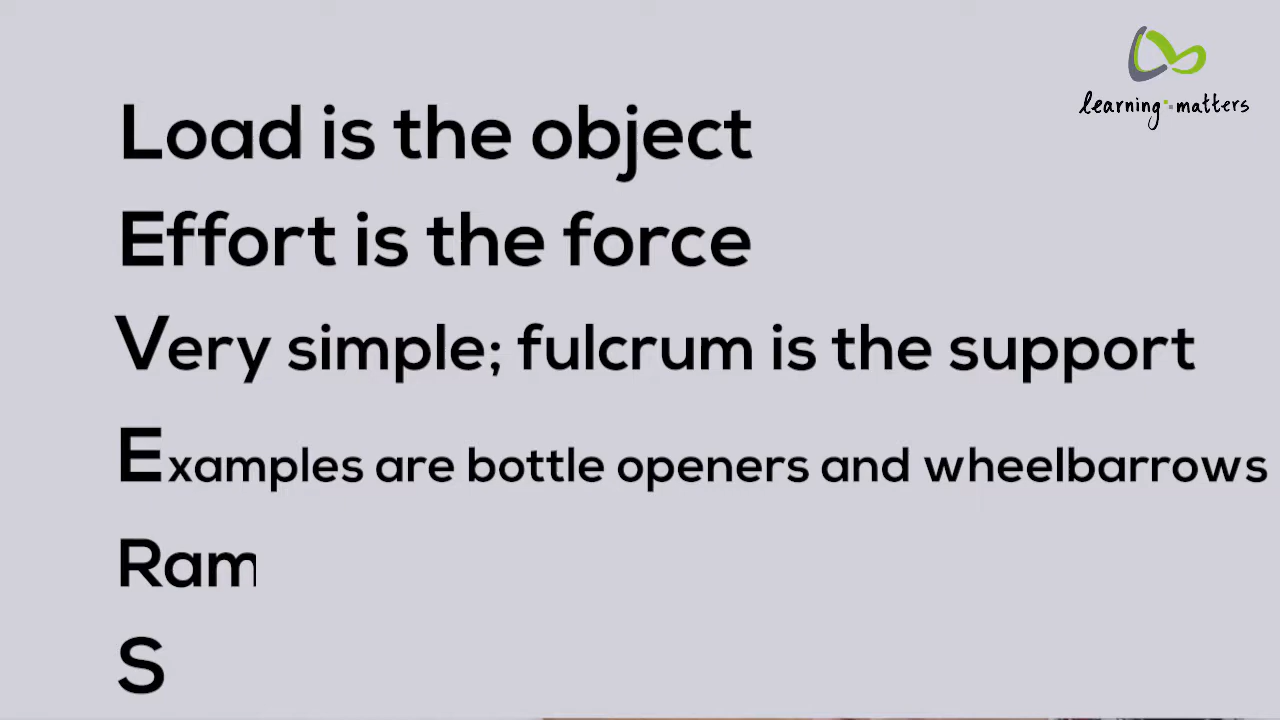 learning matters
Load is the object
Effort is the force
Very simple; fulcrum is the support
Examples are bottle openers and wheelbarrows
Ram
S